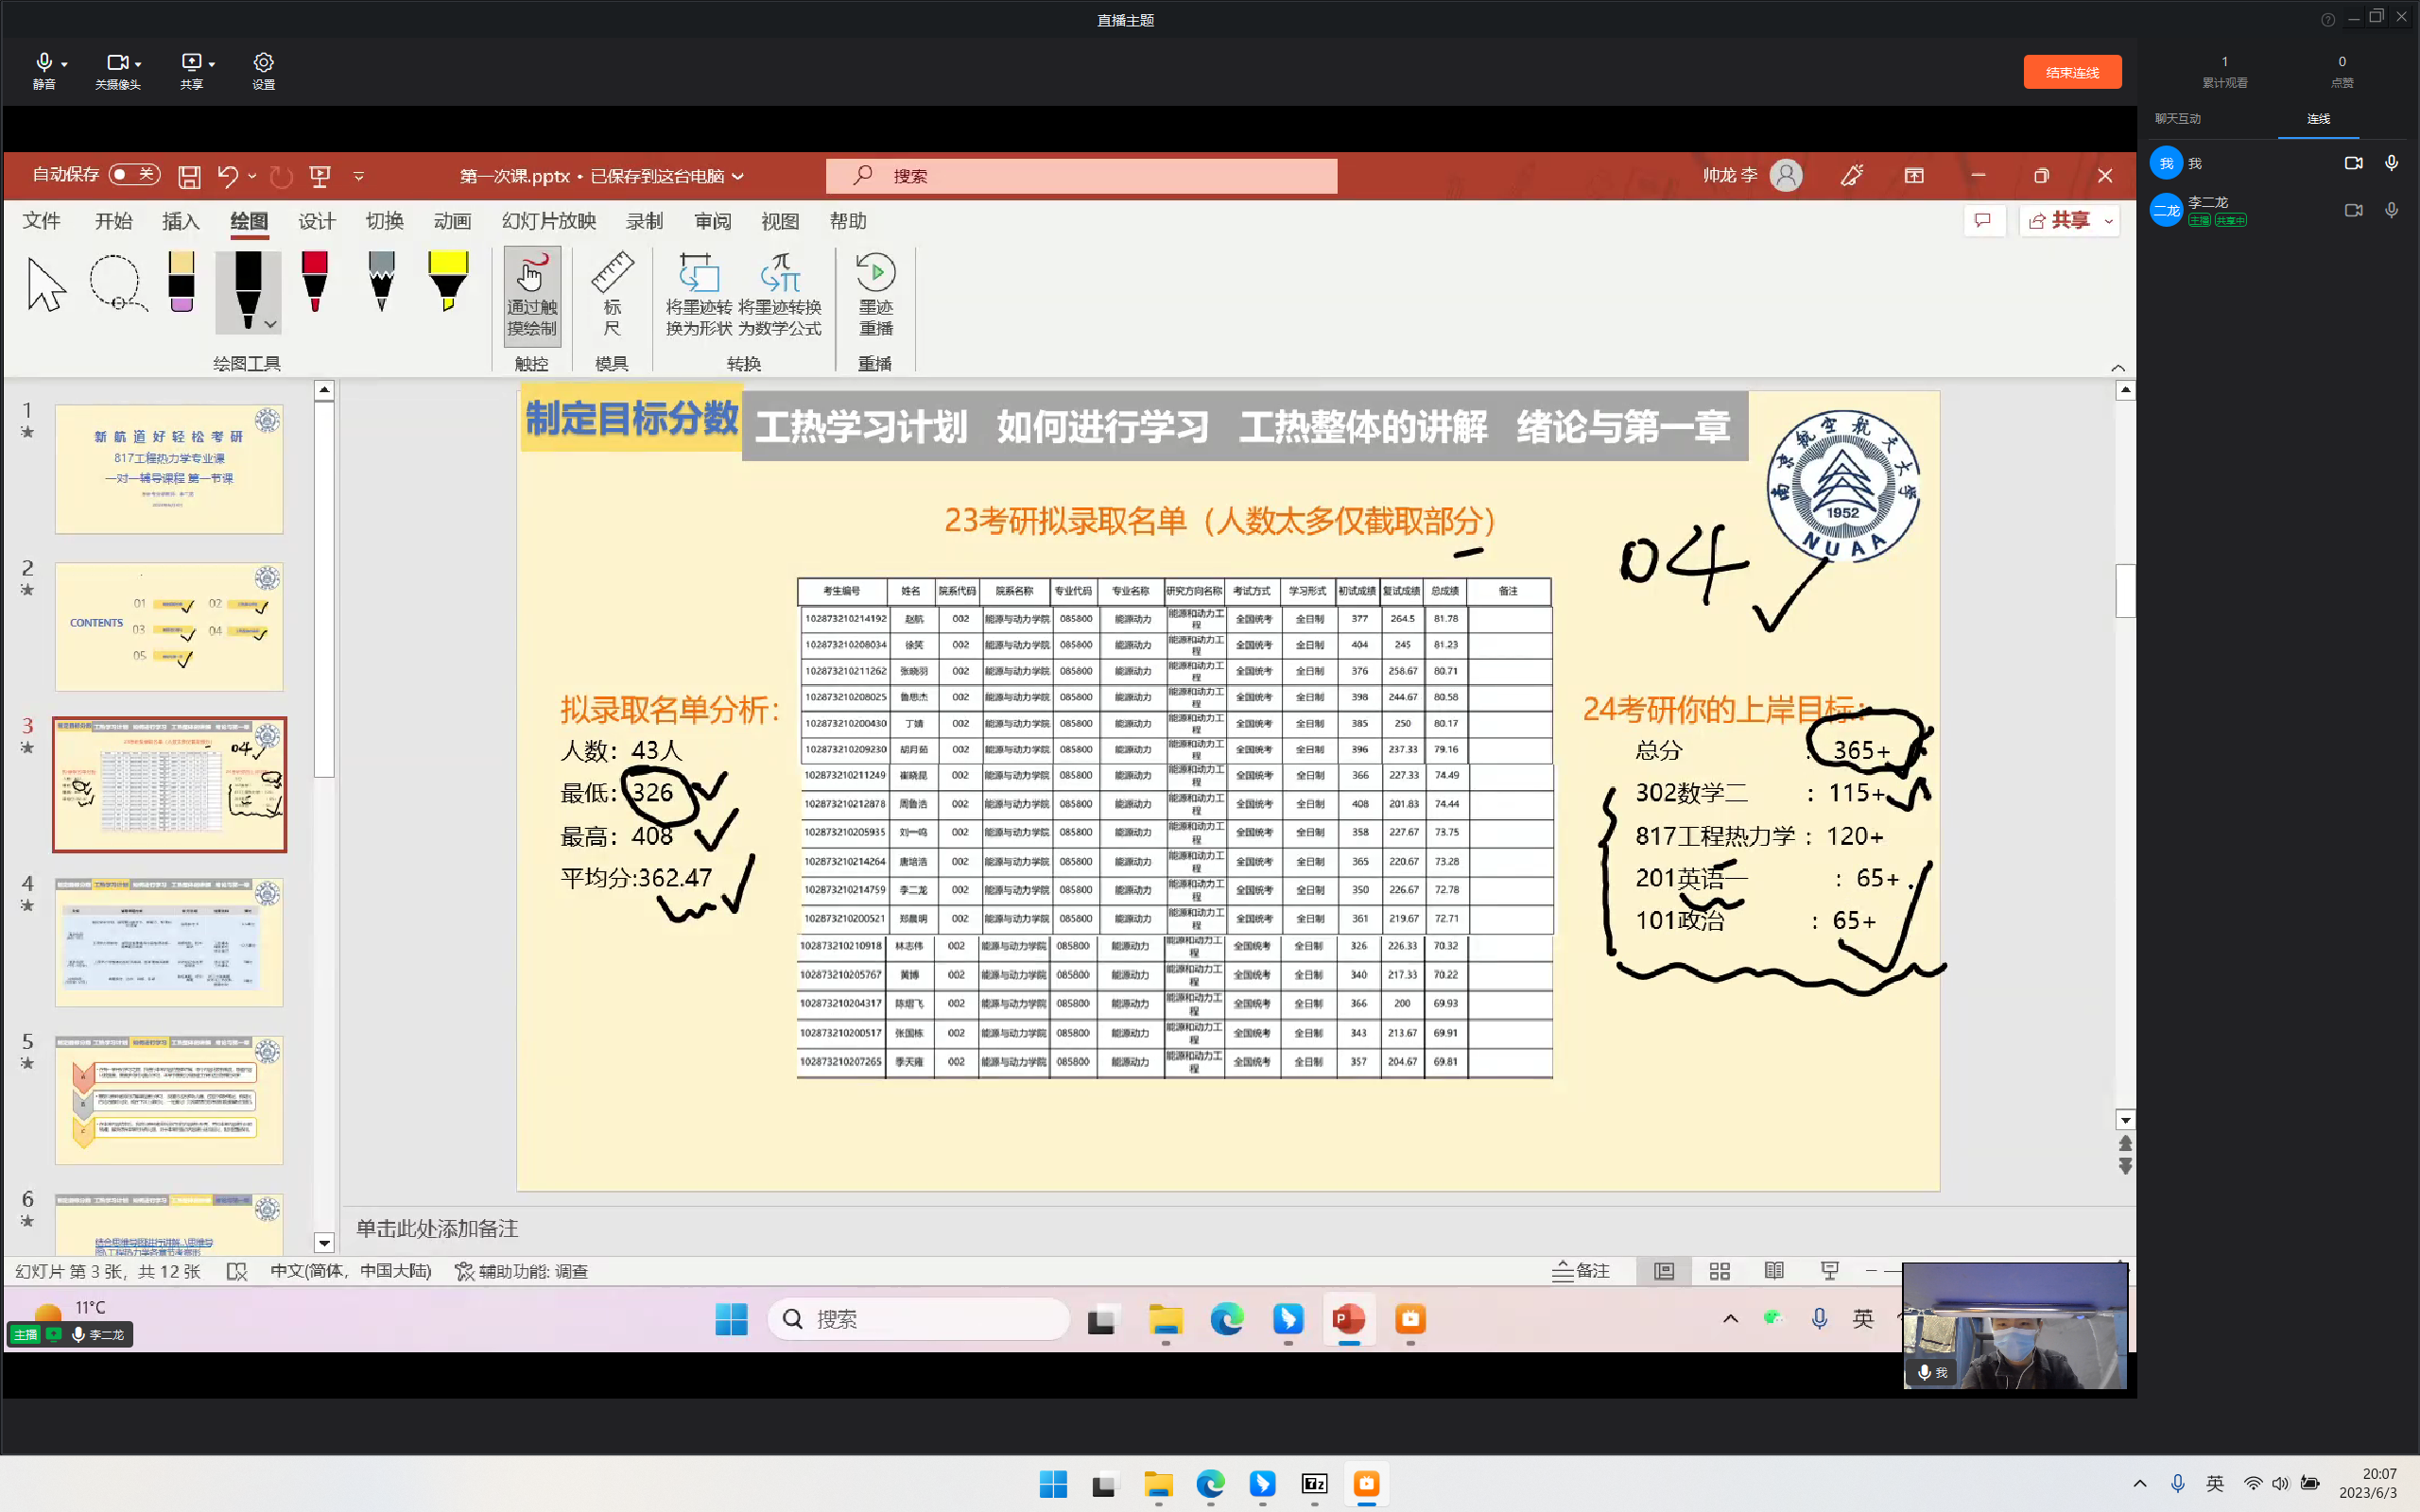 直播主题
静音 关摄像头 共享 设置
结束连线
1 0
累计观看 点赞
聊天互动 连线
我 我
二龙 李二龙
主播 共享中
自动保存 关 第一次课.pptx • 已保存到这台电脑 搜索 帅龙 李
文件 开始 插入 绘图 设计 切换 动画 幻灯片放映 录制 审阅 视图 帮助 共享
通过触摸绘制 标尺 将墨迹转换为形状 将墨迹转换为数学公式 墨迹重播
绘图工具 触控 模具 转换 重播
1
新航道好轻松考研
817工程热力学专业课
一对一辅导课程 第一节课
2
CONTENTS
01 02
03 04
05
3
4
5
6
结合思维导图进行讲解
制定目标分数 工热学习计划 如何进行学习 工热整体的讲解 绪论与第一章
南京航空航天大学
1952
NUAA
23考研拟录取名单（人数太多仅截取部分）
04
考生编号 姓名 院系代码 院系名称 专业代码 专业名称 研究方向名称 考试方式 学习形式 初试成绩 复试成绩 总成绩 备注
102873210214192 赵航 002 能源与动力学院 085800 能源动力 能源和动力工程 全国统考 全日制 377 264.5 81.78
102873210208034 徐笑 002 能源与动力学院 085800 能源动力 能源和动力工程 全国统考 全日制 404 245 81.23
102873210211262 张晓羽 002 能源与动力学院 085800 能源动力 能源和动力工程 全国统考 全日制 376 258.67 80.71
102873210208025 鲁思杰 002 能源与动力学院 085800 能源动力 能源和动力工程 全国统考 全日制 398 244.67 80.58
102873210200430 丁婧 002 能源与动力学院 085800 能源动力 能源和动力工程 全国统考 全日制 385 250 80.17
102873210209230 胡月茹 002 能源与动力学院 085800 能源动力 能源和动力工程 全国统考 全日制 396 237.33 79.16
102873210211249 崔晓昆 002 能源与动力学院 085800 能源动力 能源和动力工程 全国统考 全日制 366 227.33 74.49
102873210212878 周鲁浩 002 能源与动力学院 085800 能源动力 能源和动力工程 全国统考 全日制 408 201.83 74.44
102873210205935 刘一鸣 002 能源与动力学院 085800 能源动力 能源和动力工程 全国统考 全日制 358 227.67 73.75
102873210214264 唐培浩 002 能源与动力学院 085800 能源动力 能源和动力工程 全国统考 全日制 365 220.67 73.28
102873210214759 李二龙 002 能源与动力学院 085800 能源动力 能源和动力工程 全国统考 全日制 350 226.67 72.78
102873210200521 郑晨明 002 能源与动力学院 085800 能源动力 能源和动力工程 全国统考 全日制 361 219.67 72.71
102873210210918 林志伟 002 能源与动力学院 085800 能源动力 能源和动力工程 全国统考 全日制 326 226.33 70.32
102873210205767 黄博 002 能源与动力学院 085800 能源动力 能源和动力工程 全国统考 全日制 340 217.33 70.22
102873210204317 陈熠飞 002 能源与动力学院 085800 能源动力 能源和动力工程 全国统考 全日制 366 200 69.93
102873210200517 张国栋 002 能源与动力学院 085800 能源动力 能源和动力工程 全国统考 全日制 343 213.67 69.91
102873210207265 季天雍 002 能源与动力学院 085800 能源动力 能源和动力工程 全国统考 全日制 357 204.67 69.81
拟录取名单分析：
人数：43人
最低：326
最高：408
平均分:362.47
24考研你的上岸目标：
总分 ：365+
302数学二 ：115+
817工程热力学：120+
201英语一 ：65+
101政治 ：65+
单击此处添加备注
幻灯片 第 3 张，共 12 张 中文(简体，中国大陆) 辅助功能: 调查 备注
11°C
主播 李二龙
搜索
英
我
英 20:07
2023/6/3